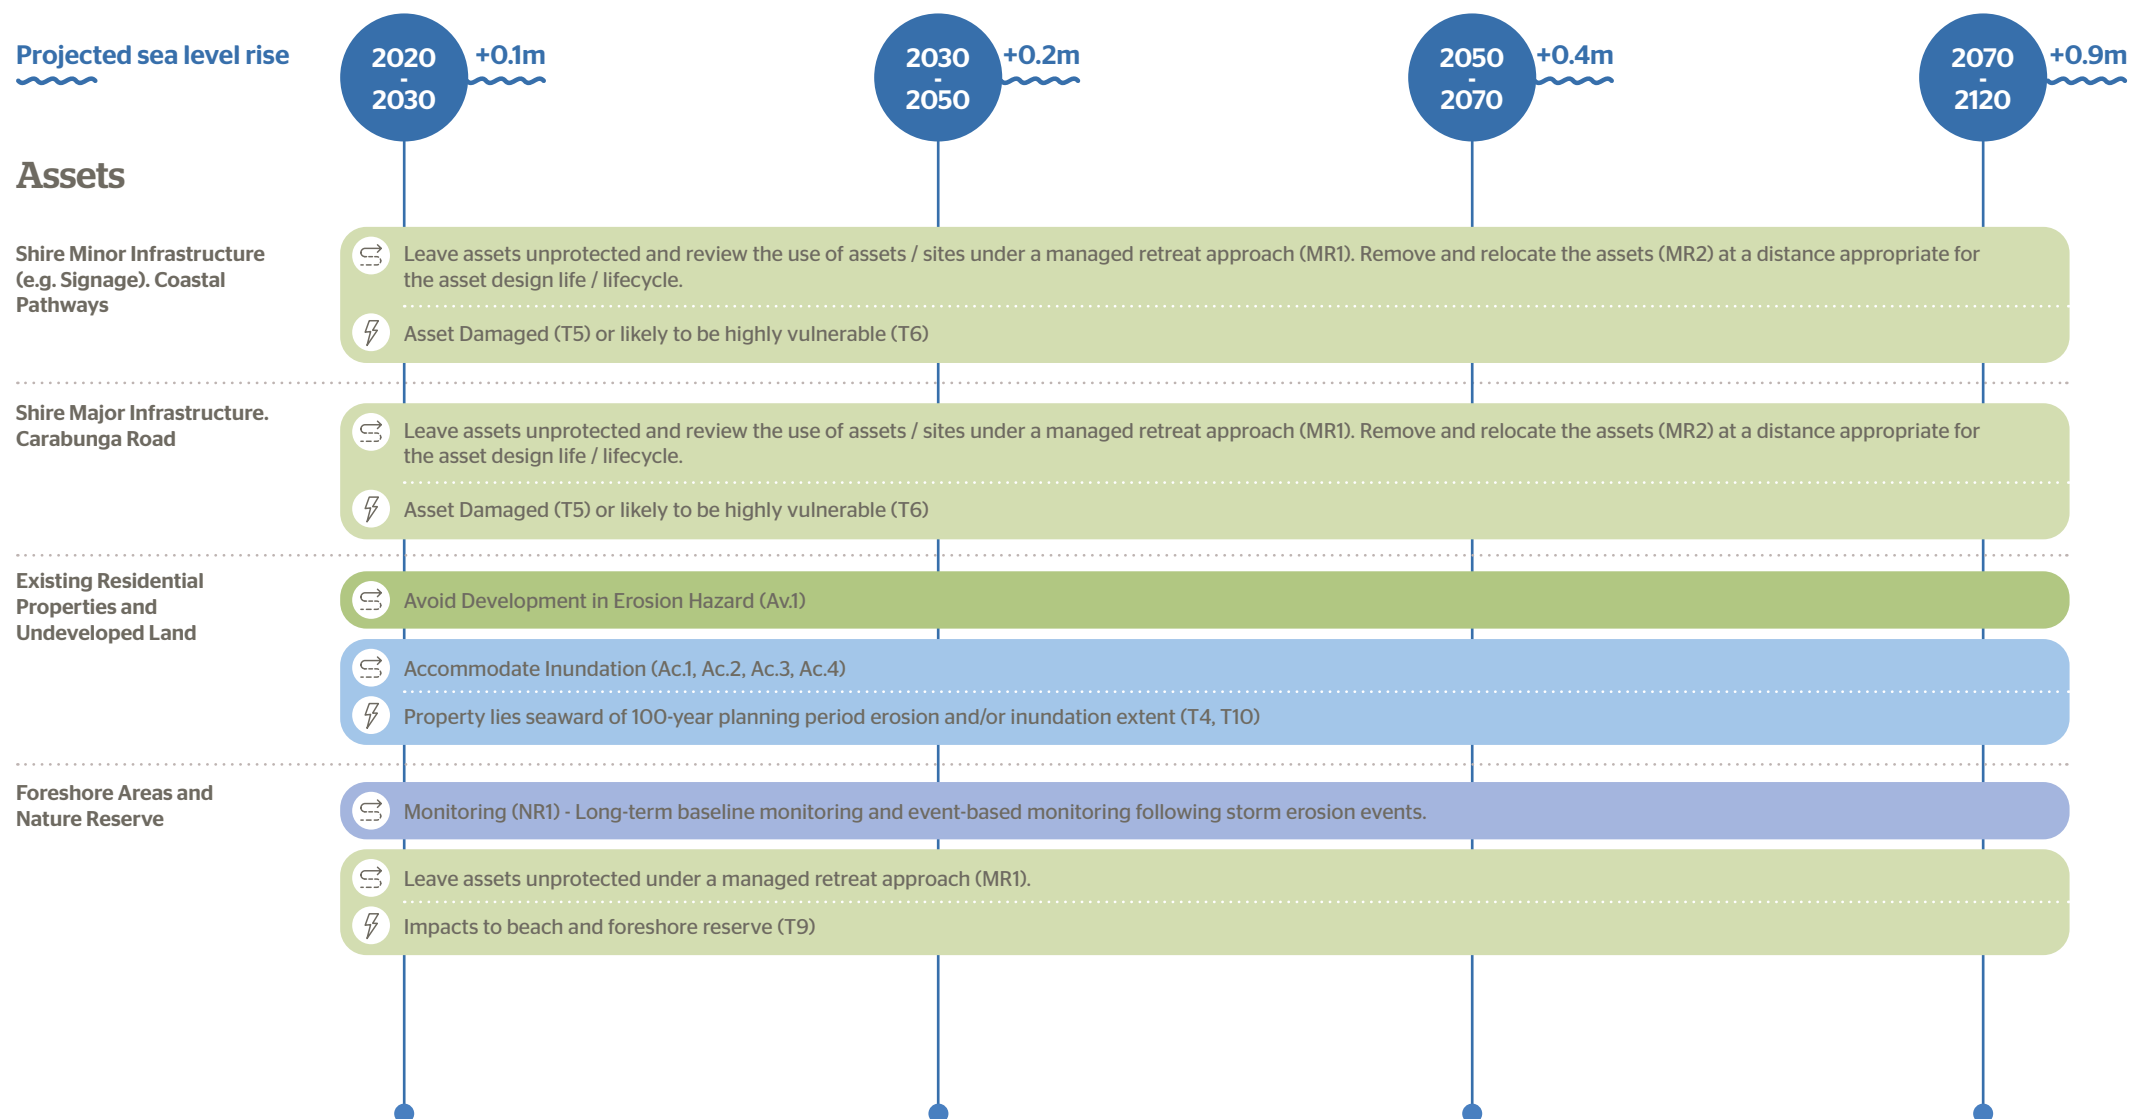 Projected sea level rise
2020
-
2030
+0.1m
2030
-
2050
+0.2m
2050
-
2070
+0.4m
2070
-
2120
+0.9m
Assets
Shire Minor Infrastructure
(e.g. Signage). Coastal
Pathways
Leave assets unprotected and review the use of assets / sites under a managed retreat approach (MR1). Remove and relocate the assets (MR2) at a distance appropriate for
the asset design life / lifecycle.
Asset Damaged (T5) or likely to be highly vulnerable (T6)
Shire Major Infrastructure.
Carabunga Road
Leave assets unprotected and review the use of assets / sites under a managed retreat approach (MR1). Remove and relocate the assets (MR2) at a distance appropriate for
the asset design life / lifecycle.
Asset Damaged (T5) or likely to be highly vulnerable (T6)
Existing Residential
Properties and
Undeveloped Land
Avoid Development in Erosion Hazard (Av.1)
Accommodate Inundation (Ac.1, Ac.2, Ac.3, Ac.4)
Property lies seaward of 100-year planning period erosion and/or inundation extent (T4, T10)
Foreshore Areas and
Nature Reserve
Monitoring (NR1) - Long-term baseline monitoring and event-based monitoring following storm erosion events.
Leave assets unprotected under a managed retreat approach (MR1).
Impacts to beach and foreshore reserve (T9)